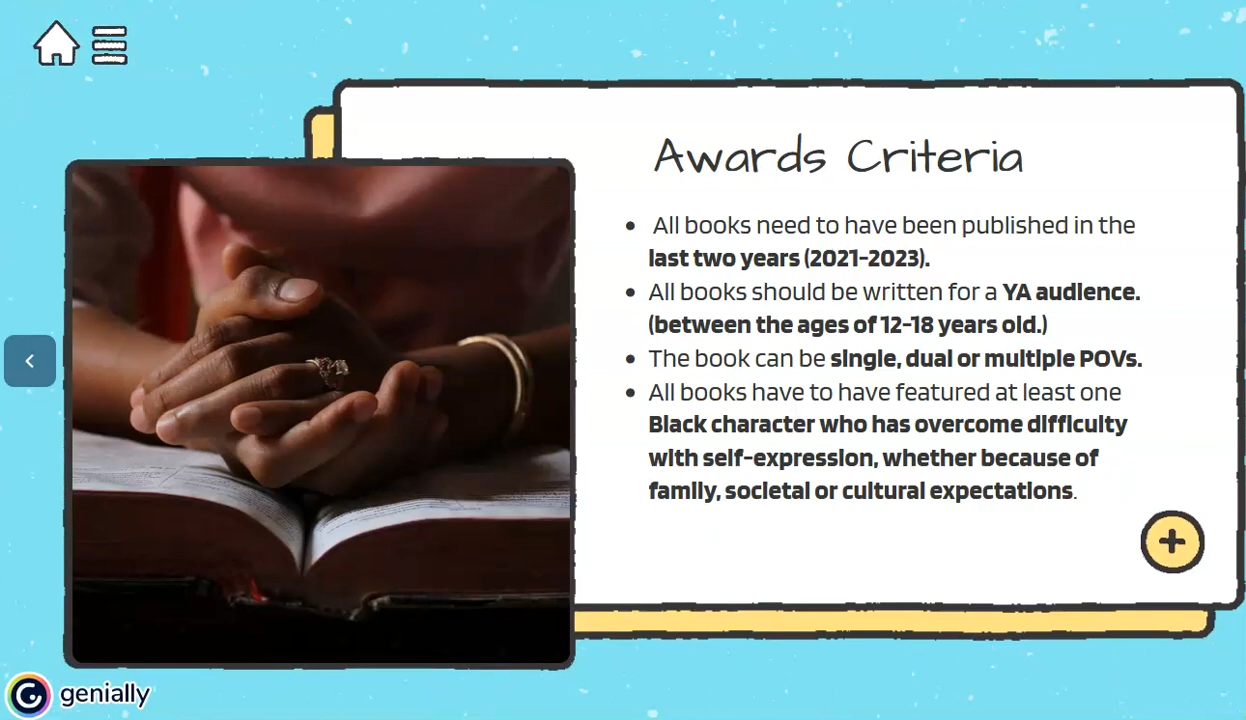 Awards Criteria
• All books need to have been published in the
last two years (2021-2023).
• All books should be written for a YA audience.
(between the ages of 12-18 years old.)
• The book can be single, dual or multiple POVs.
• All books have to have featured at least one
Black character who has overcome difficulty
with self-expression, whether because of
family, societal or cultural expectations.
genially